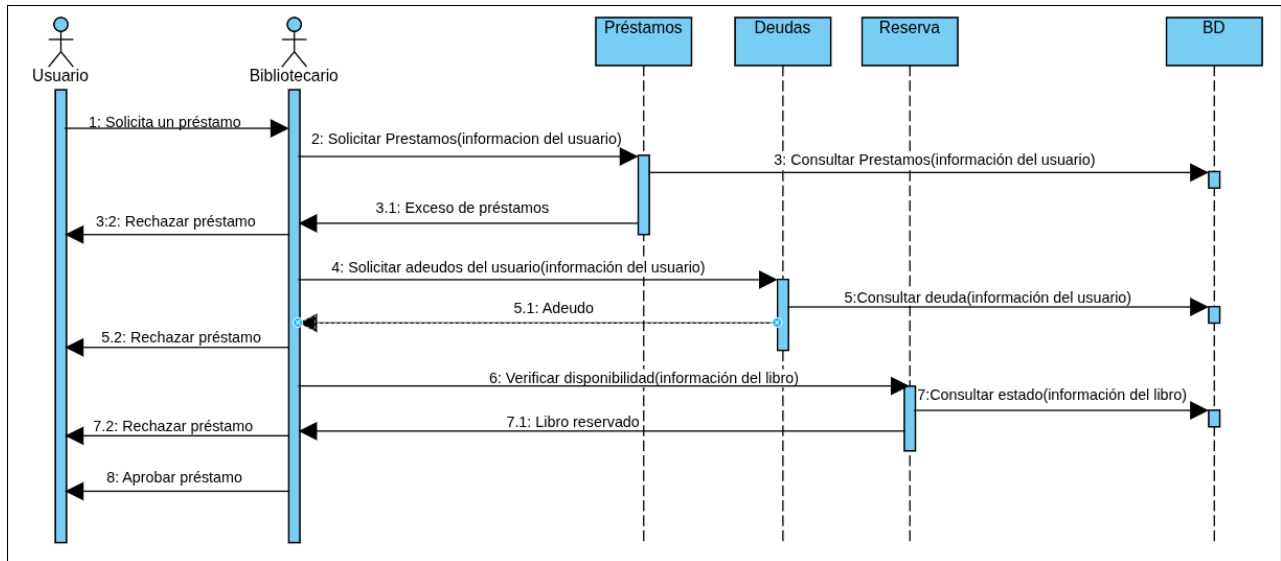 Préstamos
Deudas
Reserva
BD
Usuario
Bibliotecario
1: Solicita un préstamo
2: Solicitar Prestamos(informacion del usuario)
3: Consultar Prestamos(información del usuario)
3.1: Exceso de préstamos
3:2: Rechazar préstamo
4: Solicitar adeudos del usuario(información del usuario)
5:Consultar deuda(información del usuario)
5.1: Adeudo
5.2: Rechazar préstamo
6: Verificar disponibilidad(información del libro)
7:Consultar estado(información del libro)
7.1: Libro reservado
7.2: Rechazar préstamo
8: Aprobar préstamo